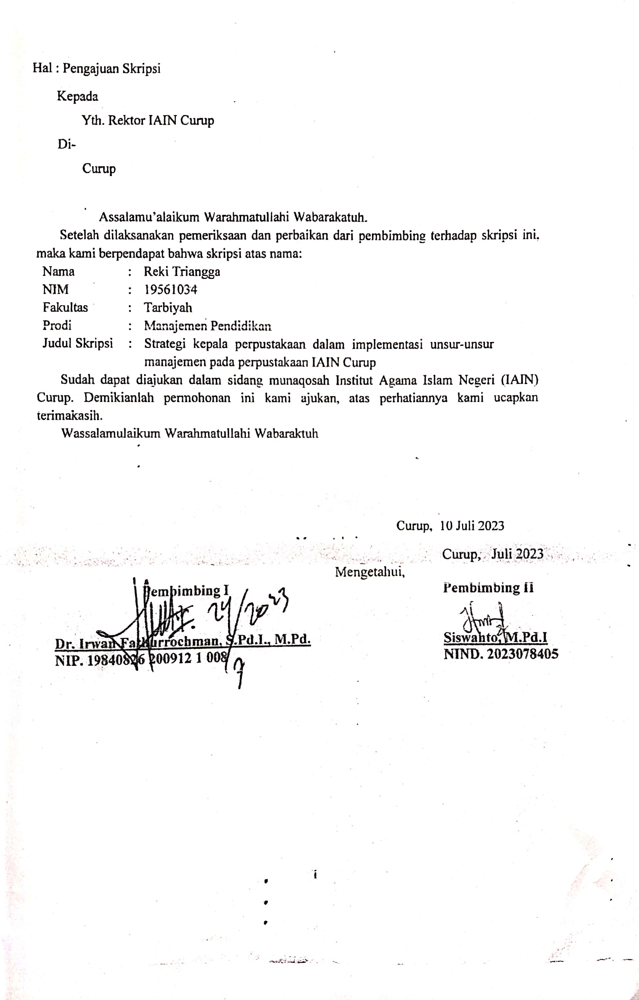 Hal : Pengajuan Skripsi
Kepada
Yth. Rektor IAIN Curup
Di-
Curup
Assalamu'alaikum Warahmatullahi Wabarakatuh.
Setelah dilaksanakan pemeriksaan dan perbaikan dari pembimbing terhadap skripsi ini.
maka kami berpendapat bahwa skripsi atas nama:
Nama : Reki Triangga
NIM : 19561034
Fakultas : Tarbiyah
Prodi : Manajemen Pendidikan
Judul Skripsi : Strategi kepala perpustakaan dalam implementasi unsur-unsur
manajemen pada perpustakaan IAIN Curup
Sudah dapat diajukan dalam sidang munaqosah Institut Agama Islam Negeri (IAIN)
Curup. Demikianlah permohonan ini kami ajukan, atas perhatiannya kami ucapkan
terimakasih.
Wassalamulaikum Warahmatullahi Wabaraktuh
Curup, 10 Juli 2023
Curup, Juli 2023
Mengetahui,
Pembimbing I
Pembimbing II
24/2023
Dr. Irwan Fathurrochman, S.Pd.I., M.Pd.
Siswanto, M.Pd.I
NIP. 19840826 200912 1 008
NIND. 2023078405
7
i